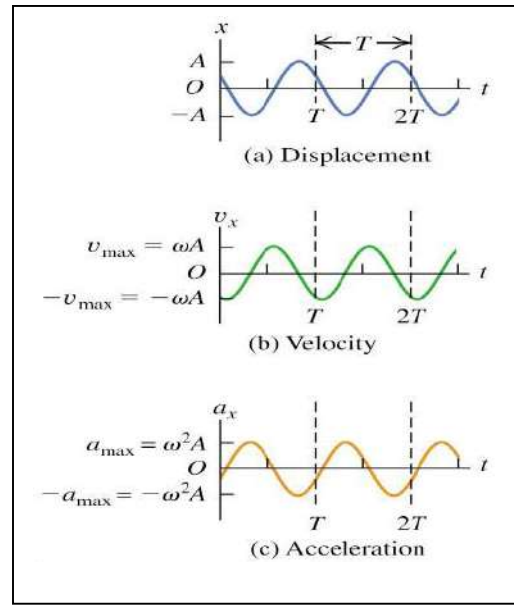 x
T
A
O
t
−A
T
2T
(a) Displacement
v_x
v_max = ωA
O
t
−v_max = −ωA
T
2T
(b) Velocity
a_x
a_max = ω²A
O
t
−a_max = −ω²A
T
2T
(c) Acceleration